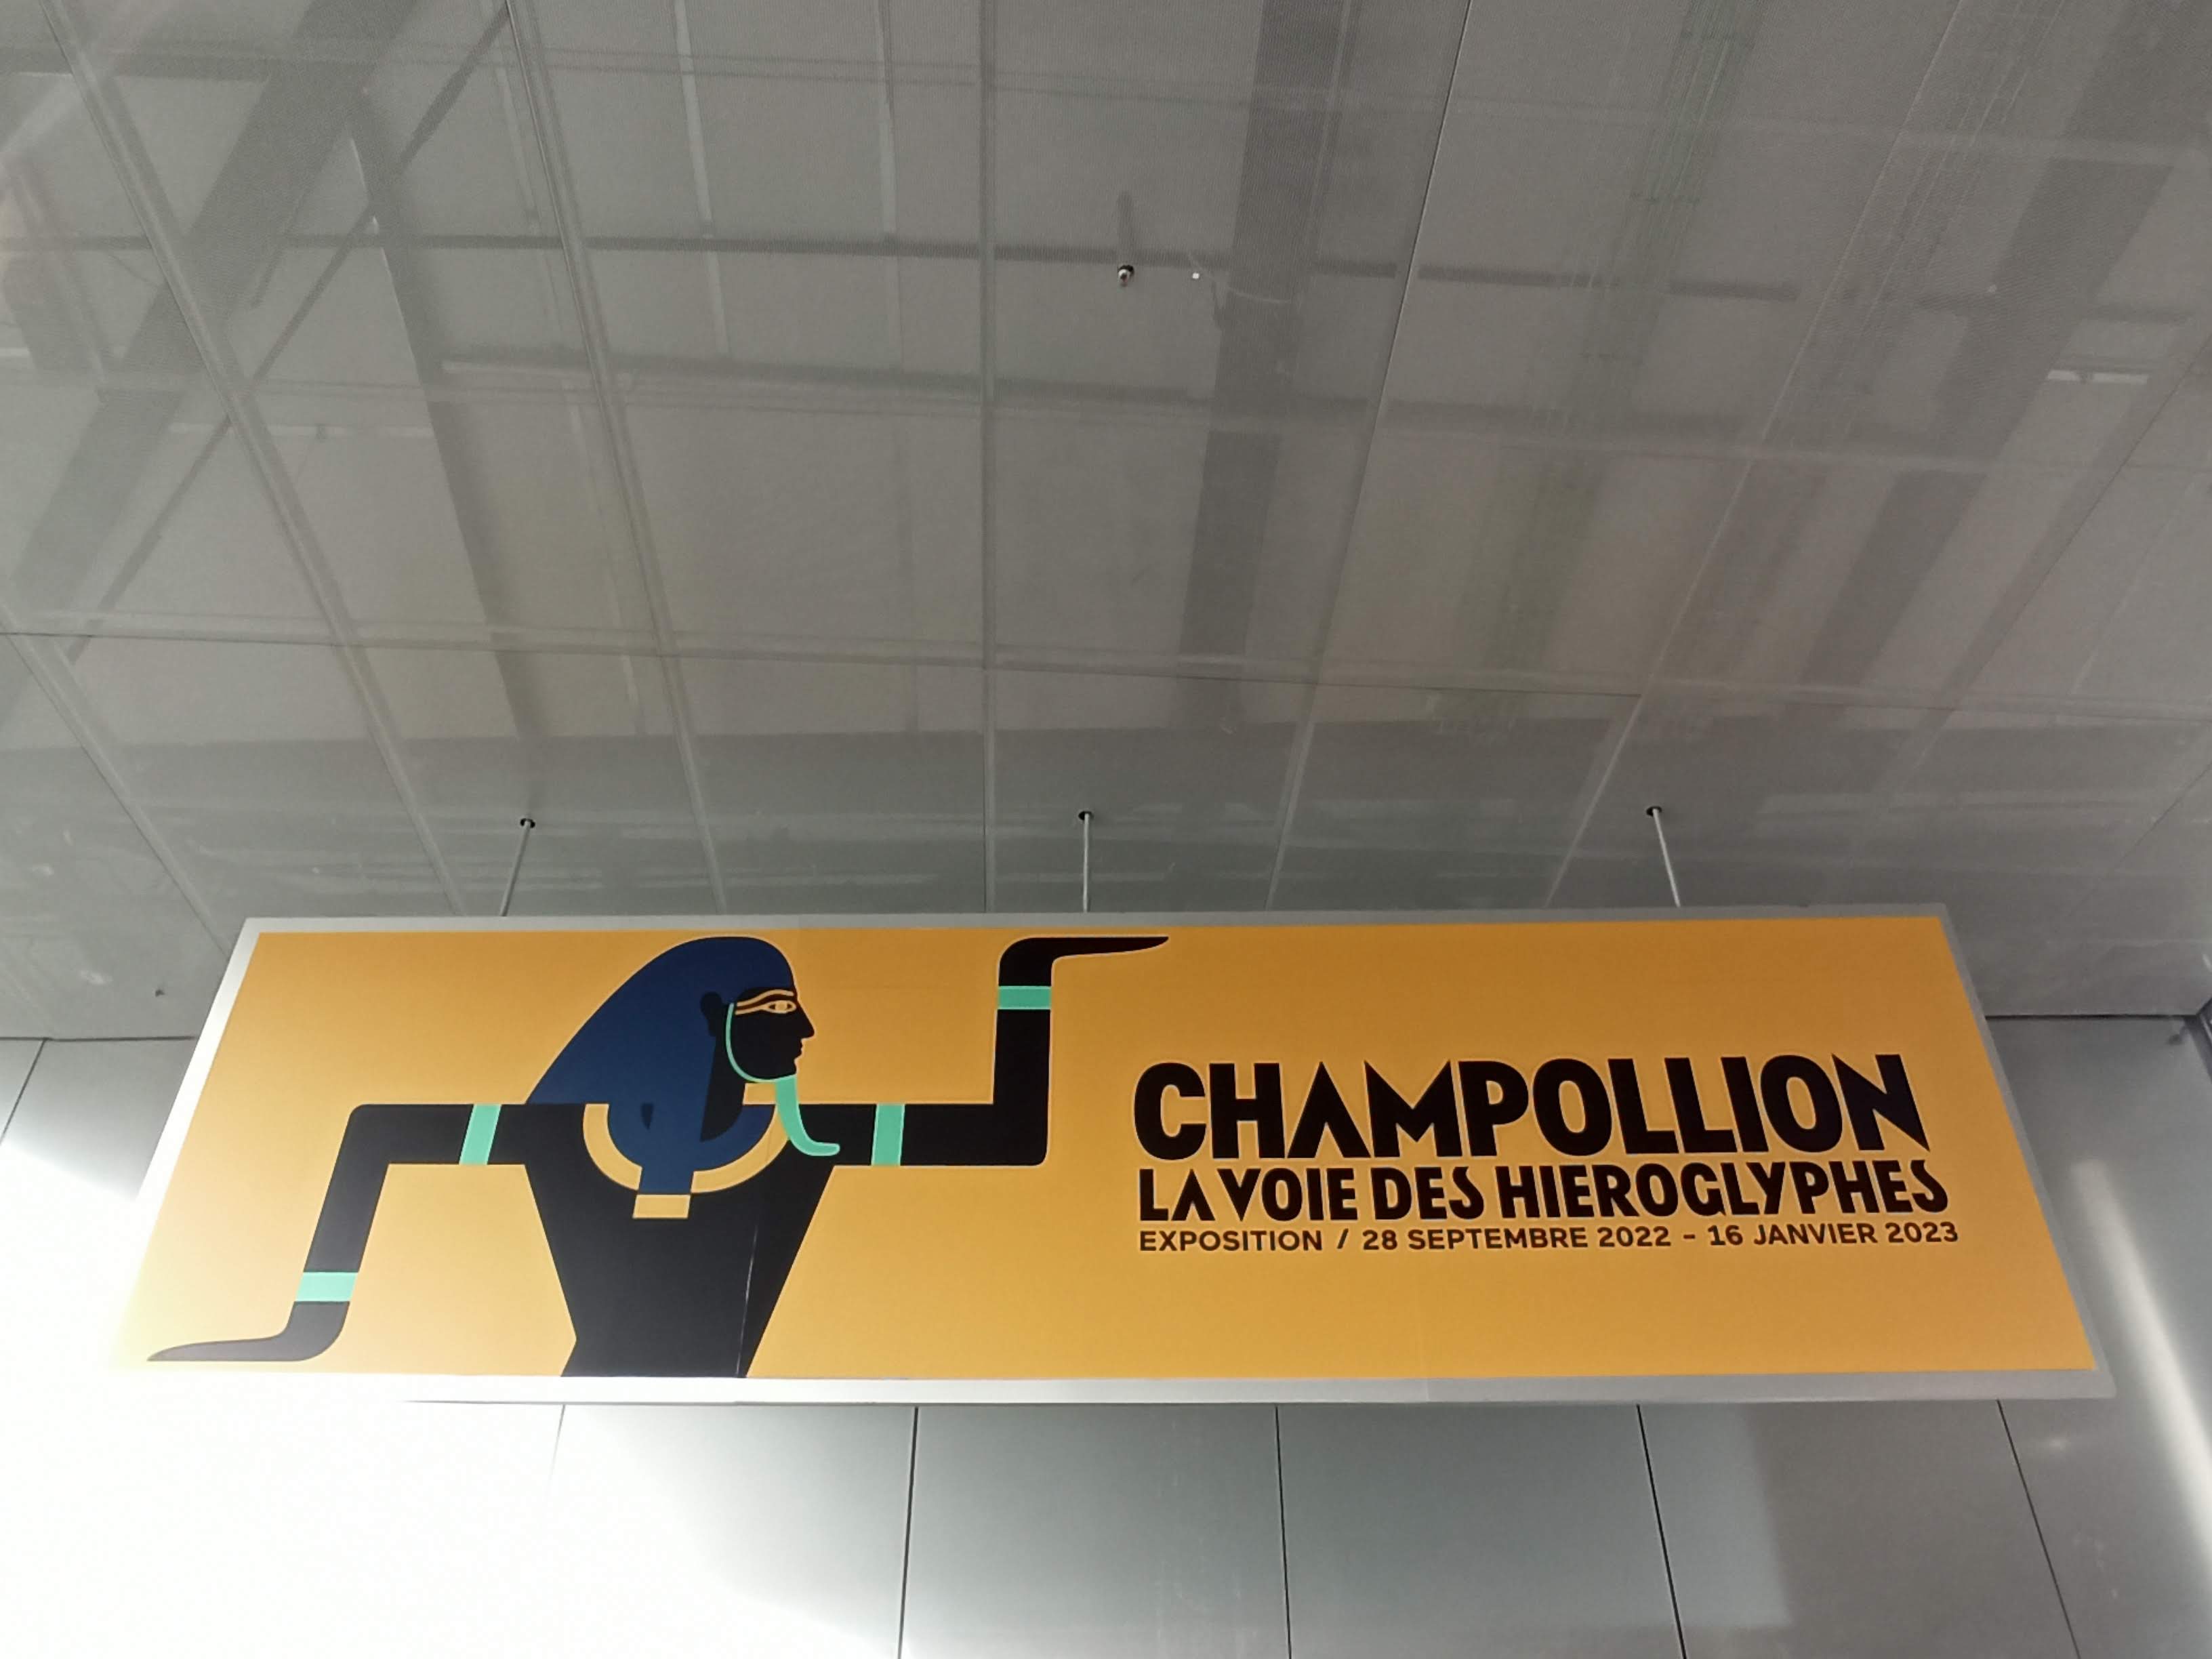 CHAMPOLLION
LA VOIE DES HIEROGLYPHES
EXPOSITION / 28 SEPTEMBRE 2022 - 16 JANVIER 2023